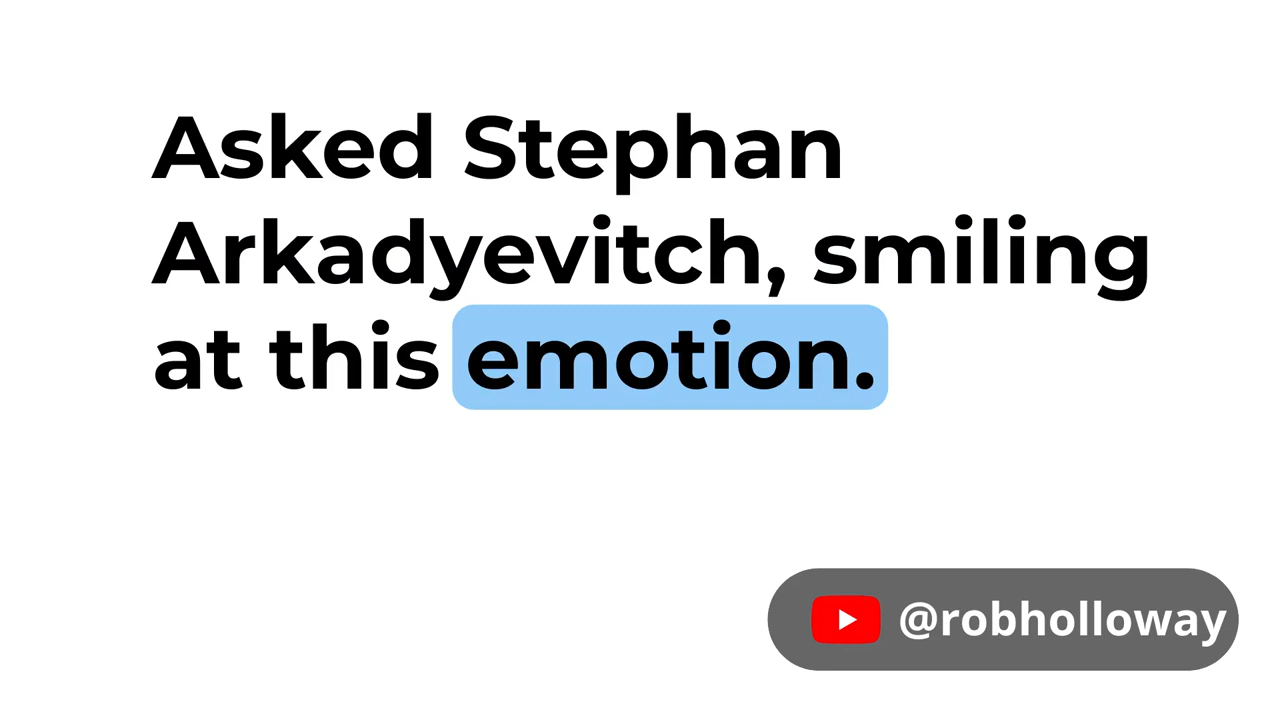 Asked Stephan
Arkadyevitch, smiling
at this emotion.
@robholloway